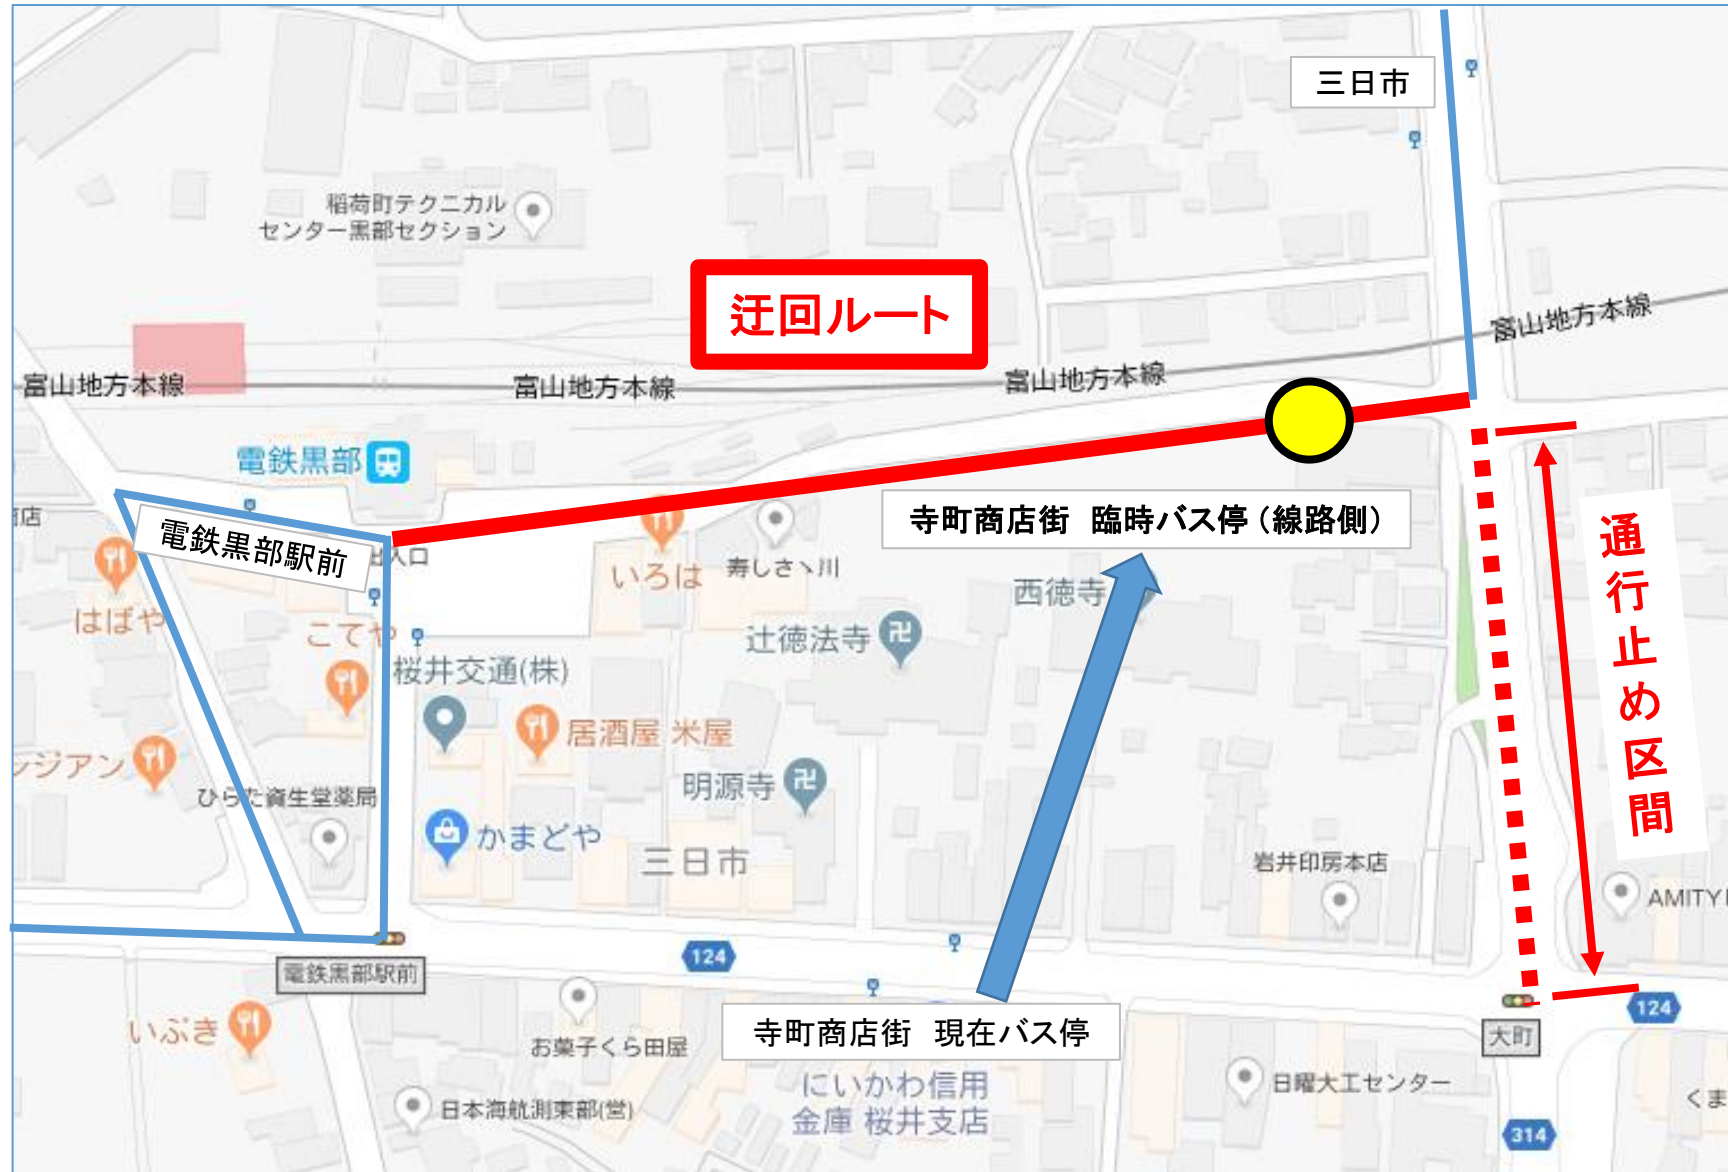 三日市
稲荷町テクニカル
センター黒部セクション
迂回ルート
富山地方本線
富山地方本線
富山地方本線
富山地方本線
電鉄黒部
寺町商店街 臨時バス停（線路側）
電鉄黒部駅前
出入口
いろは
寿しさゝ川
はばや
こてや
辻徳法寺
西徳寺
通行止め区間
桜井交通(株)
居酒屋 米屋
ンジアン
ひらた資生堂薬局
明源寺
かまどや
三日市
岩井印房本店
AMITY
124
電鉄黒部駅前
124
いぶき
お菓子くら田屋
寺町商店街 現在バス停
大町
にいかわ信用
金庫 桜井支店
日曜大工センター
日本海航測東部(営)
くま
314